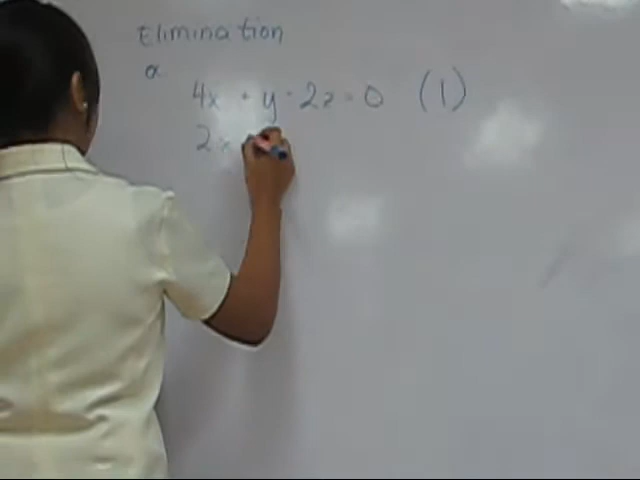 Elimination
a
4x + y - 2z = 0 (1)
2x